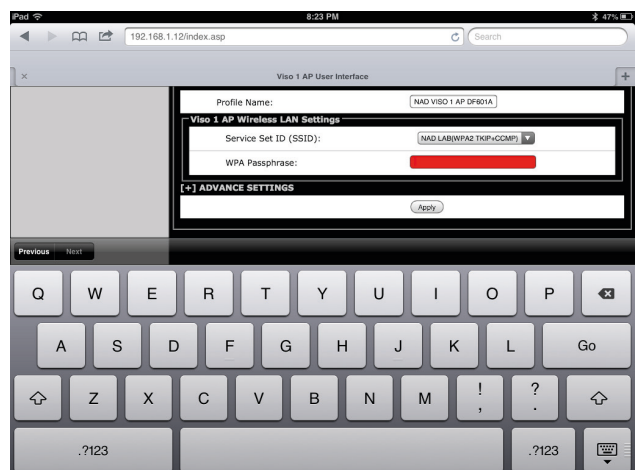 iPad 8:23 PM 47%
192.168.1.12/index.asp Search
Viso 1 AP User Interface
Profile Name: NAD VISO 1 AP DF601A
Viso 1 AP Wireless LAN Settings
Service Set ID (SSID): NAD LAB(WPA2 TKIP+CCMP)
WPA Passphrase:
[+] ADVANCE SETTINGS
Apply
Previous Next
Q W E R T Y U I O P
A S D F G H J K L Go
Z X C V B N M ! , ? .
.?123 .?123